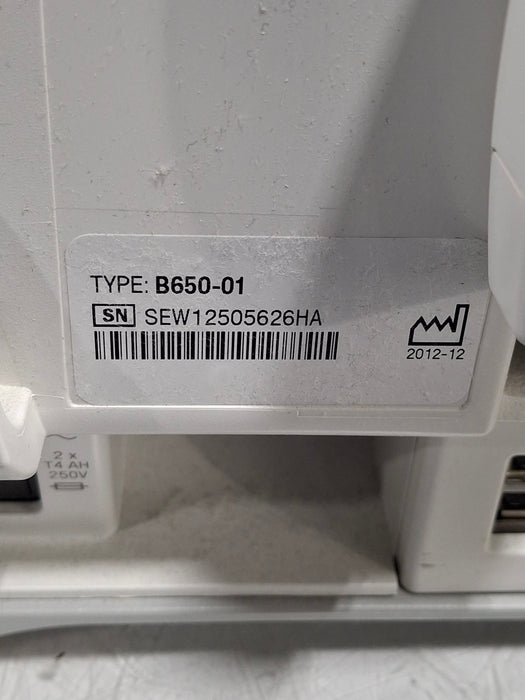 TYPE: B650-01
SN SEW12505626HA
2012-12
2 x
T4 AH
250V